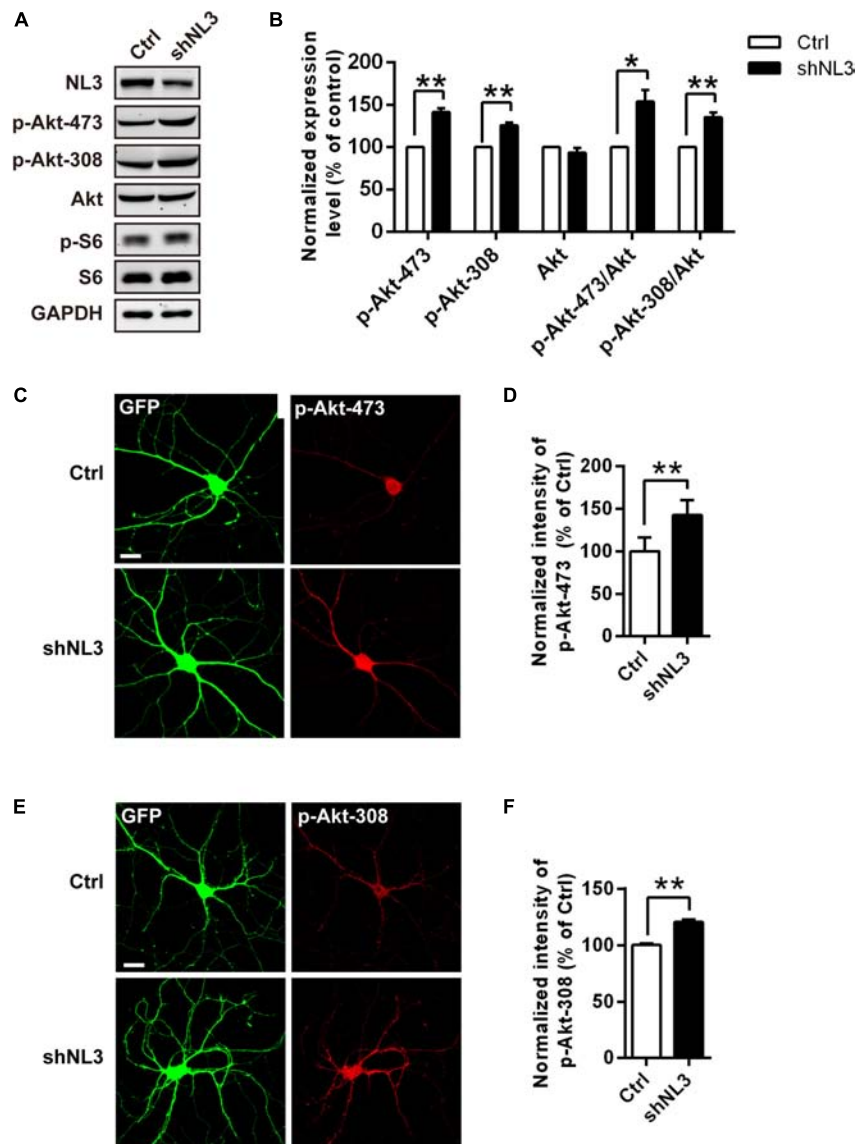 A
Ctrl
shNL3
NL3
p-Akt-473
p-Akt-308
Akt
p-S6
S6
GAPDH
B
Ctrl
shNL3
Normalized expression
level (% of control)
200
150
100
50
0
**
**
*
**
p-Akt-473
p-Akt-308
Akt
p-Akt-473/Akt
p-Akt-308/Akt
C
GFP
p-Akt-473
Ctrl
shNL3
D
Normalized intensity of
p-Akt-473 (% of Ctrl)
200
150
100
50
0
**
Ctrl
shNL3
E
GFP
p-Akt-308
Ctrl
shNL3
F
Normalized intensity of
p-Akt-308 (% of Ctrl)
150
100
50
0
**
Ctrl
shNL3